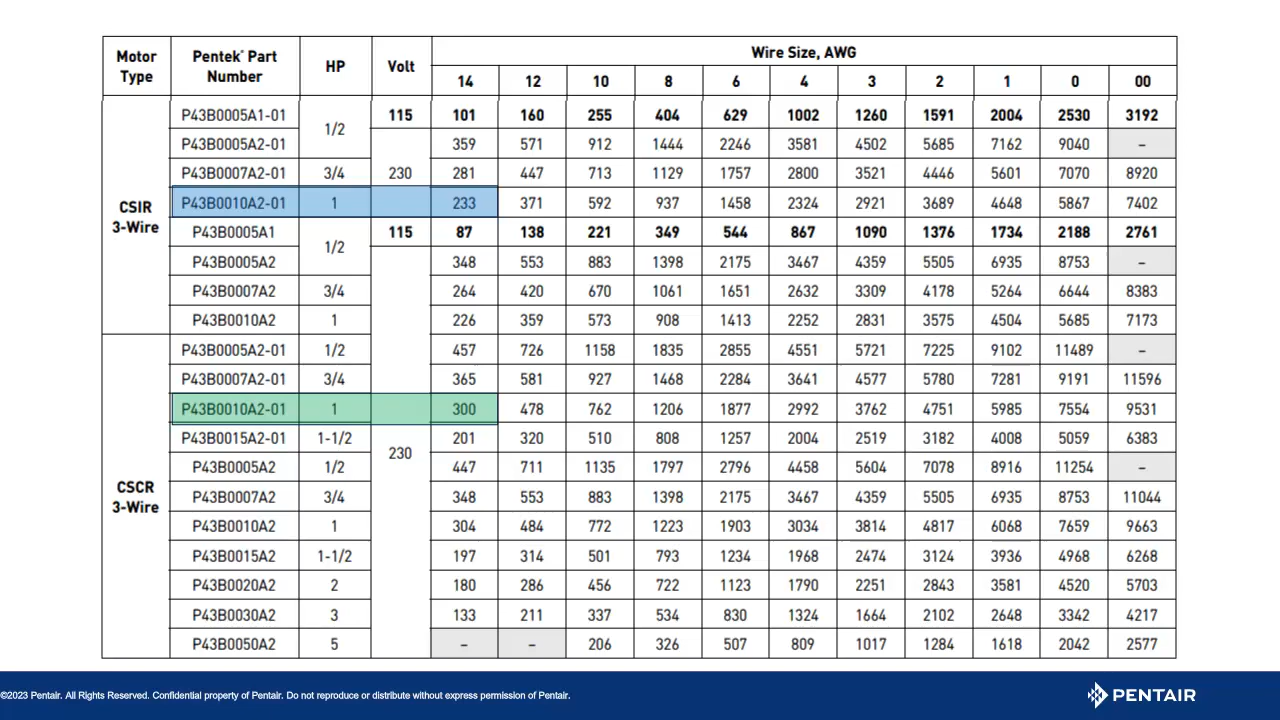 Motor Type Pentek® Part Number HP Volt Wire Size, AWG
14 12 10 8 6 4 3 2 1 0 00
CSIR 3-Wire
P43B0005A1-01 1/2 115 101 160 255 404 629 1002 1260 1591 2004 2530 3192
P43B0005A2-01 359 571 912 1444 2246 3581 4502 5685 7162 9040 –
P43B0007A2-01 3/4 230 281 447 713 1129 1757 2800 3521 4446 5601 7070 8920
P43B0010A2-01 1 233 371 592 937 1458 2324 2921 3689 4648 5867 7402
P43B0005A1 1/2 115 87 138 221 349 544 867 1090 1376 1734 2188 2761
P43B0005A2 348 553 883 1398 2175 3467 4359 5505 6935 8753 –
P43B0007A2 3/4 264 420 670 1061 1651 2632 3309 4178 5264 6644 8383
P43B0010A2 1 226 359 573 908 1413 2252 2831 3575 4504 5685 7173
CSCR 3-Wire
P43B0005A2-01 1/2 457 726 1158 1835 2855 4551 5721 7225 9102 11489 –
P43B0007A2-01 3/4 365 581 927 1468 2284 3641 4577 5780 7281 9191 11596
P43B0010A2-01 1 300 478 762 1206 1877 2992 3762 4751 5985 7554 9531
P43B0015A2-01 1-1/2 230 201 320 510 808 1257 2004 2519 3182 4008 5059 6383
P43B0005A2 1/2 447 711 1135 1797 2796 4458 5604 7078 8916 11254 –
P43B0007A2 3/4 348 553 883 1398 2175 3467 4359 5505 6935 8753 11044
P43B0010A2 1 304 484 772 1223 1903 3034 3814 4817 6068 7659 9663
P43B0015A2 1-1/2 197 314 501 793 1234 1968 2474 3124 3936 4968 6268
P43B0020A2 2 180 286 456 722 1123 1790 2251 2843 3581 4520 5703
P43B0030A2 3 133 211 337 534 830 1324 1664 2102 2648 3342 4217
P43B0050A2 5 – – 206 326 507 809 1017 1284 1618 2042 2577
©2023 Pentair. All Rights Reserved. Confidential property of Pentair. Do not reproduce or distribute without express permission of Pentair.
PENTAIR